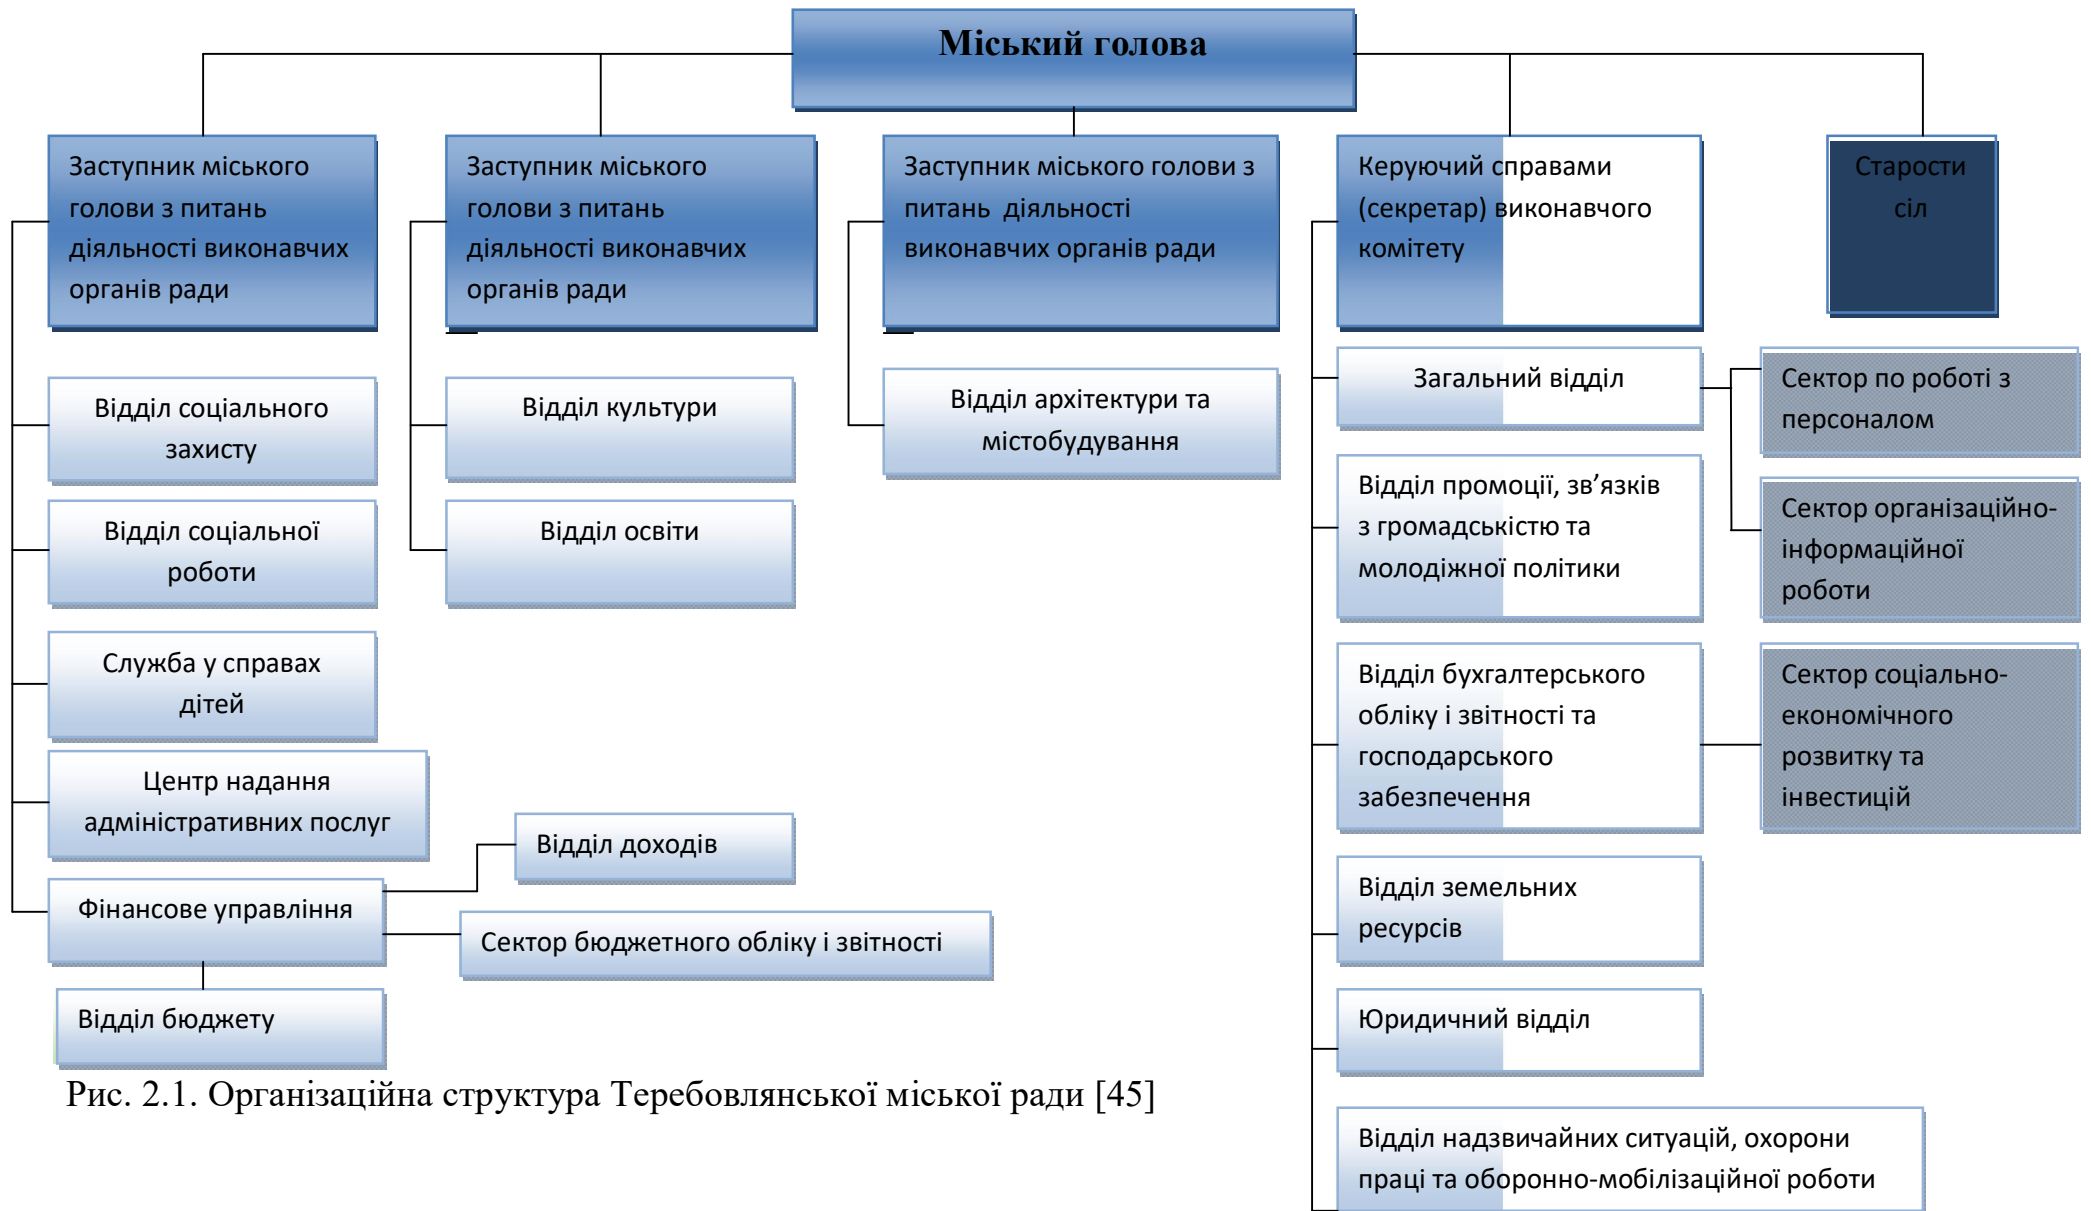 Міський голова
Заступник міського
голови з питань
діяльності виконавчих
органів ради
Заступник міського
голови з питань
діяльності виконавчих
органів ради
Заступник міського голови з
питань діяльності
виконавчих органів ради
Керуючий справами
(секретар) виконавчого
комітету
Старости
сіл
Відділ соціального
захисту
Відділ соціальної
роботи
Служба у справах
дітей
Центр надання
адміністративних послуг
Фінансове управління
Відділ доходів
Сектор бюджетного обліку і звітності
Відділ бюджету
Відділ культури
Відділ освіти
Відділ архітектури та
містобудування
Загальний відділ
Сектор по роботі з
персоналом
Сектор організаційно-
інформаційної
роботи
Відділ промоції, зв’язків
з громадськістю та
молодіжної політики
Відділ бухгалтерського
обліку і звітності та
господарського
забезпечення
Сектор соціально-
економічного
розвитку та
інвестицій
Відділ земельних
ресурсів
Юридичний відділ
Відділ надзвичайних ситуацій, охорони
праці та оборонно-мобілізаційної роботи
Рис. 2.1. Організаційна структура Теребовлянської міської ради [45]